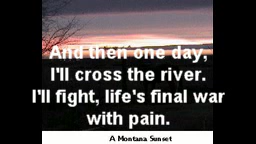 And then one day,
I'll cross the river.
I'll fight, life's final war
with pain.
A Montana Sunset